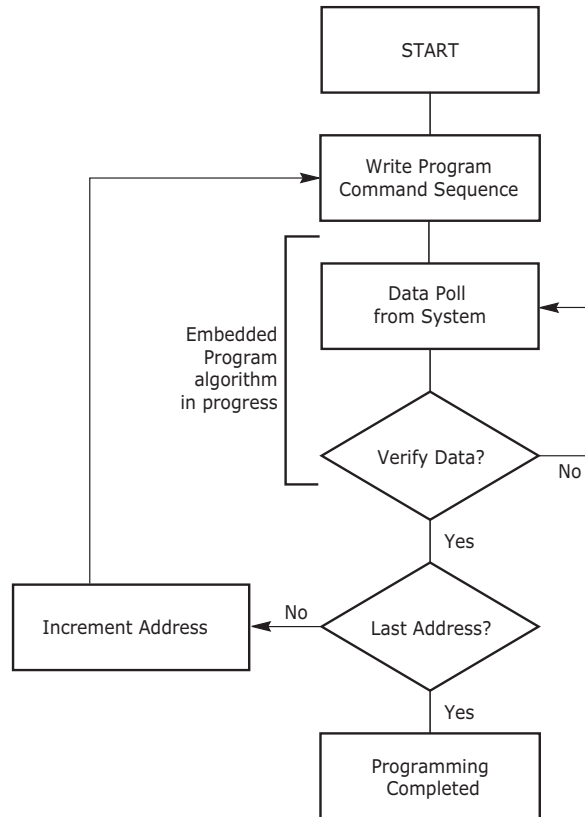 START
Write Program
Command Sequence
Data Poll
from System
Embedded
Program
algorithm
in progress
Verify Data?
No
Yes
Increment Address
No
Last Address?
Yes
Programming
Completed